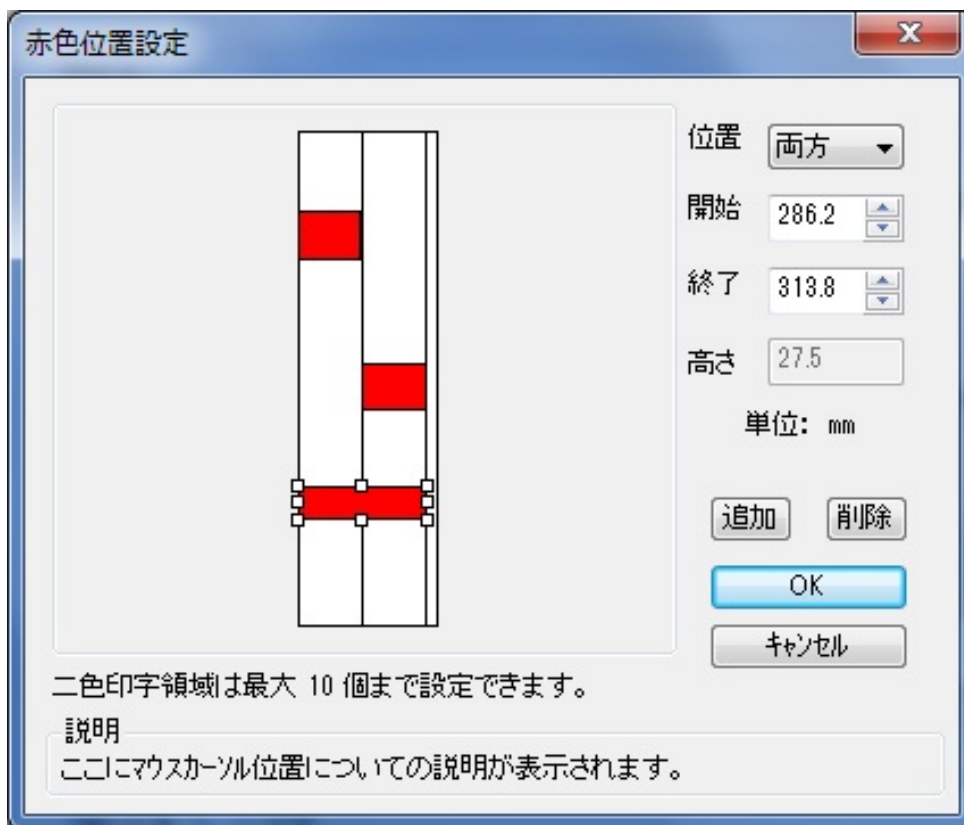 赤色位置設定
位置 両方
開始 286.2
終了 313.8
高さ 27.5
単位: mm
追加 削除
OK
キャンセル
二色印字領域は最大 10 個まで設定できます。
説明
ここにマウスカーソル位置についての説明が表示されます。